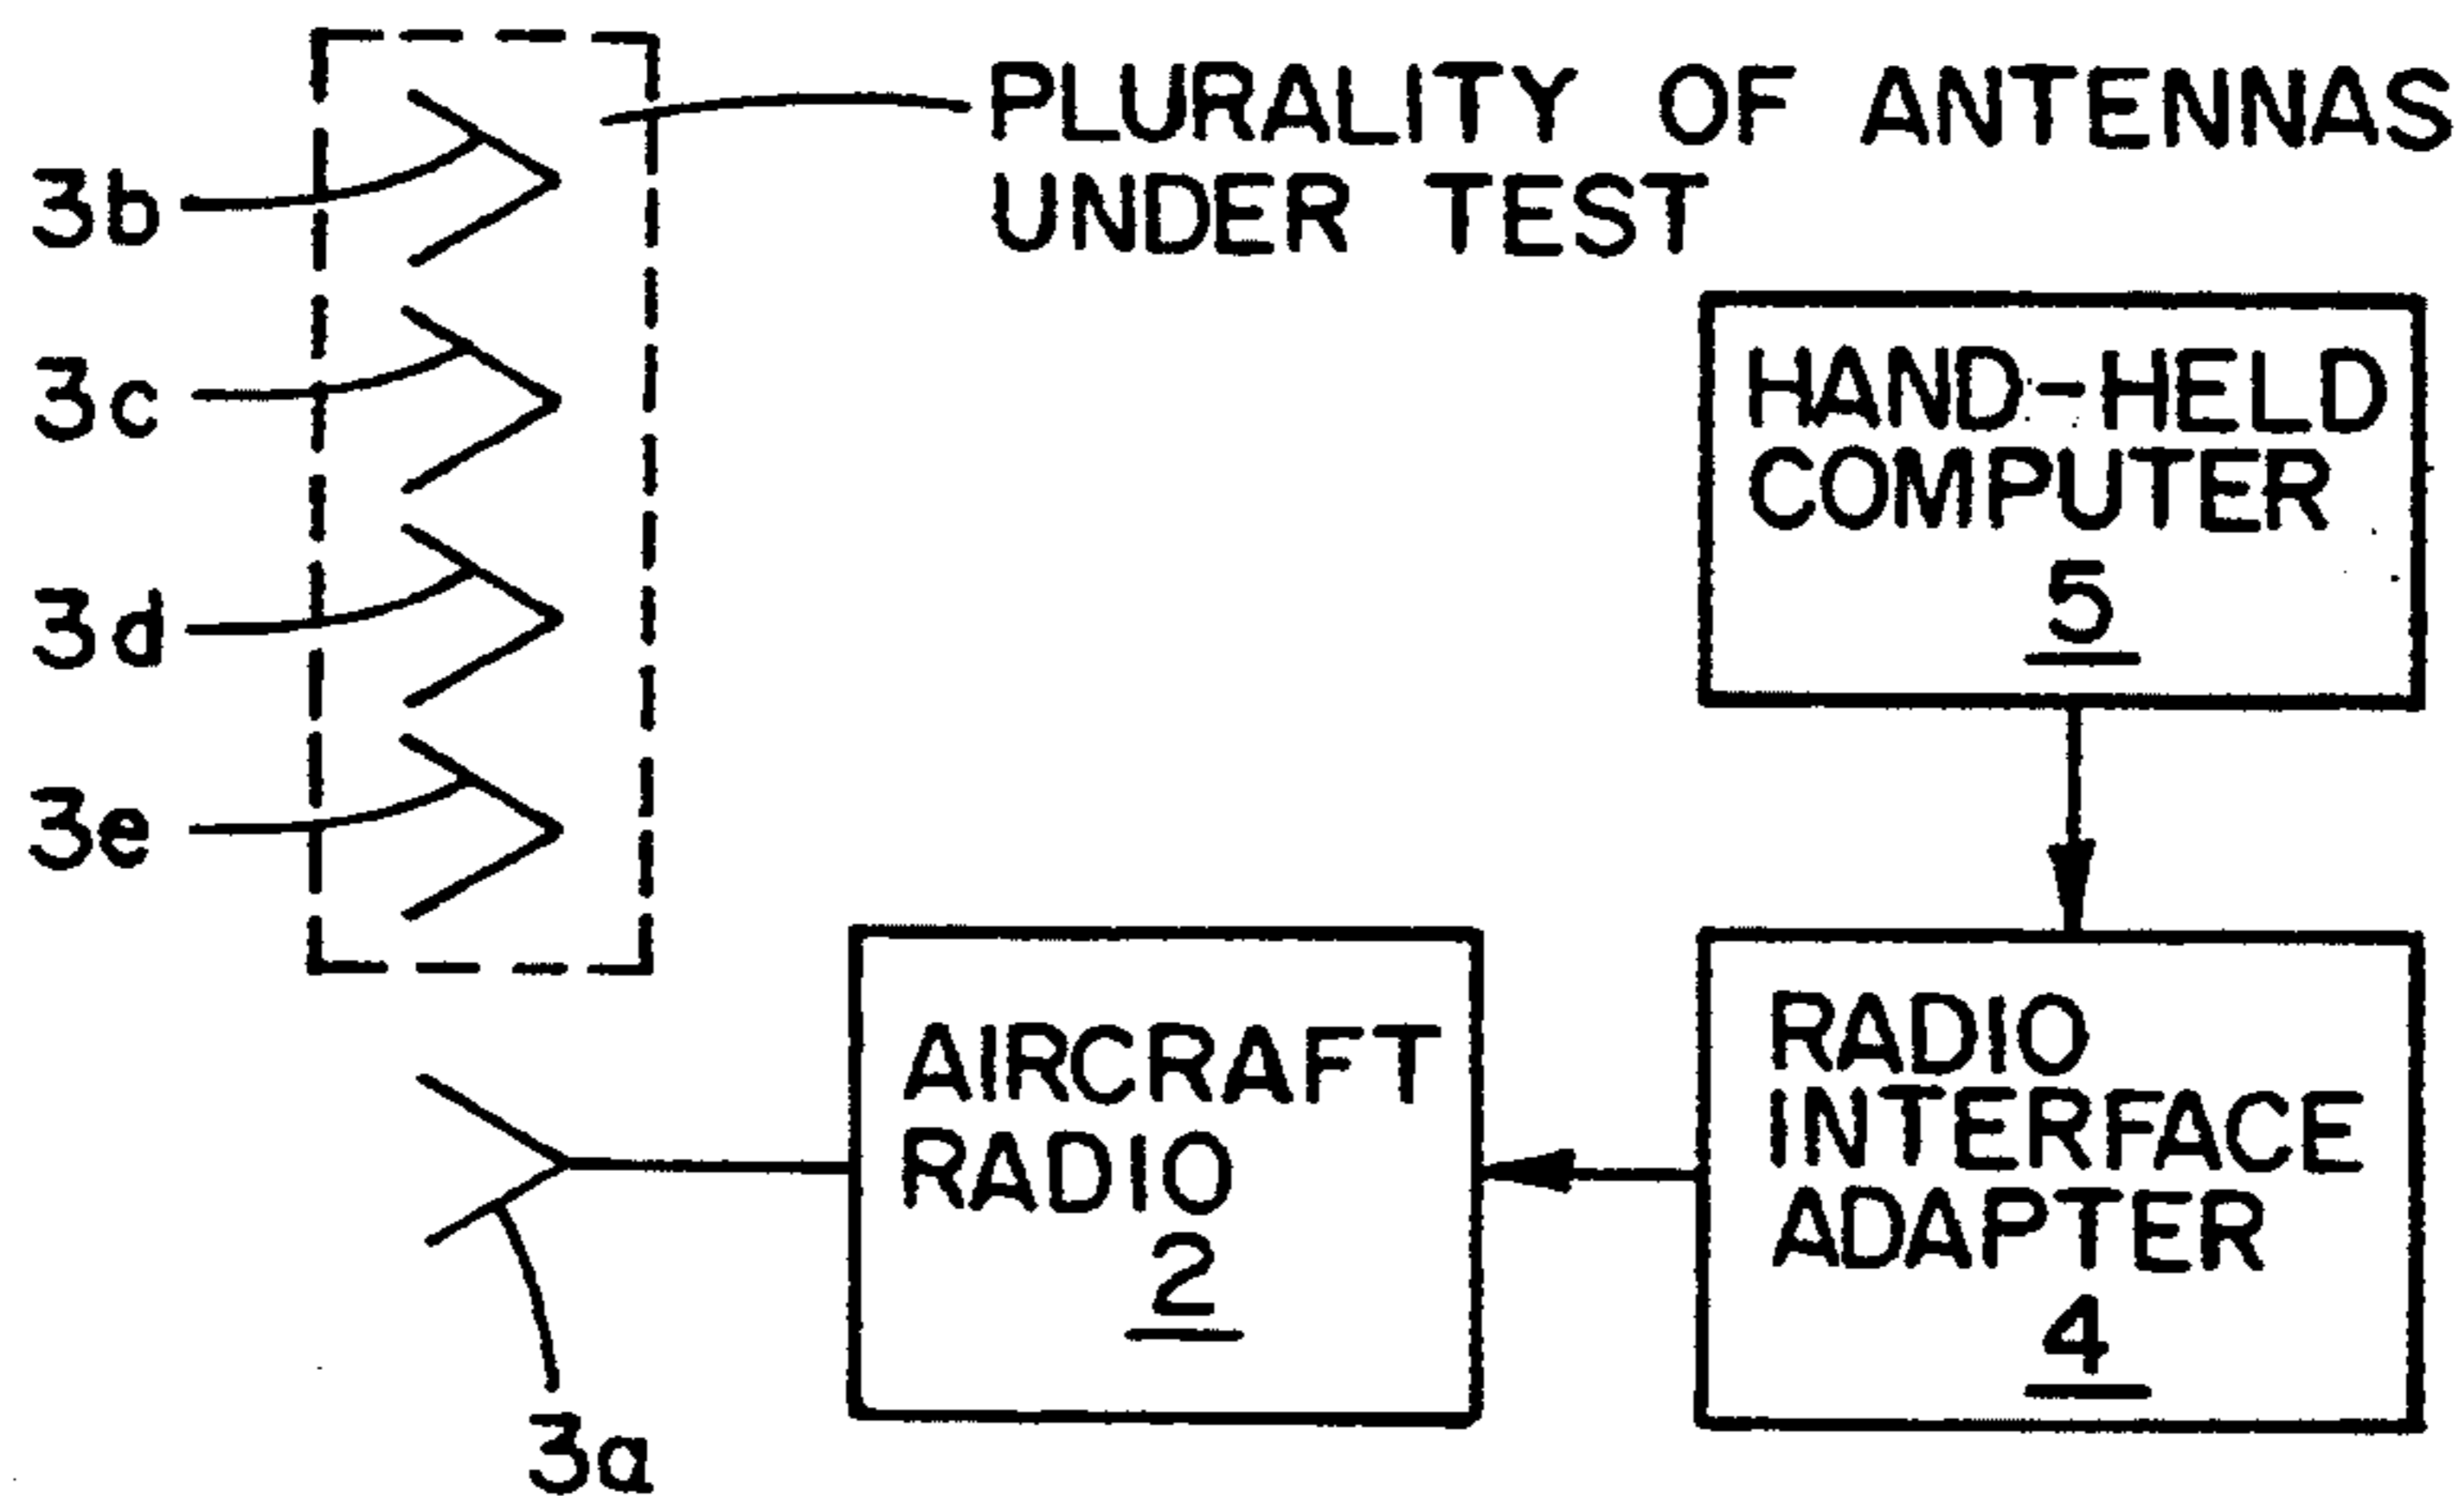 PLURALITY OF ANTENNAS
UNDER TEST
3b
3c
3d
3e
HAND-HELD
COMPUTER
5
AIRCRAFT
RADIO
2
RADIO
INTERFACE
ADAPTER
4
3a